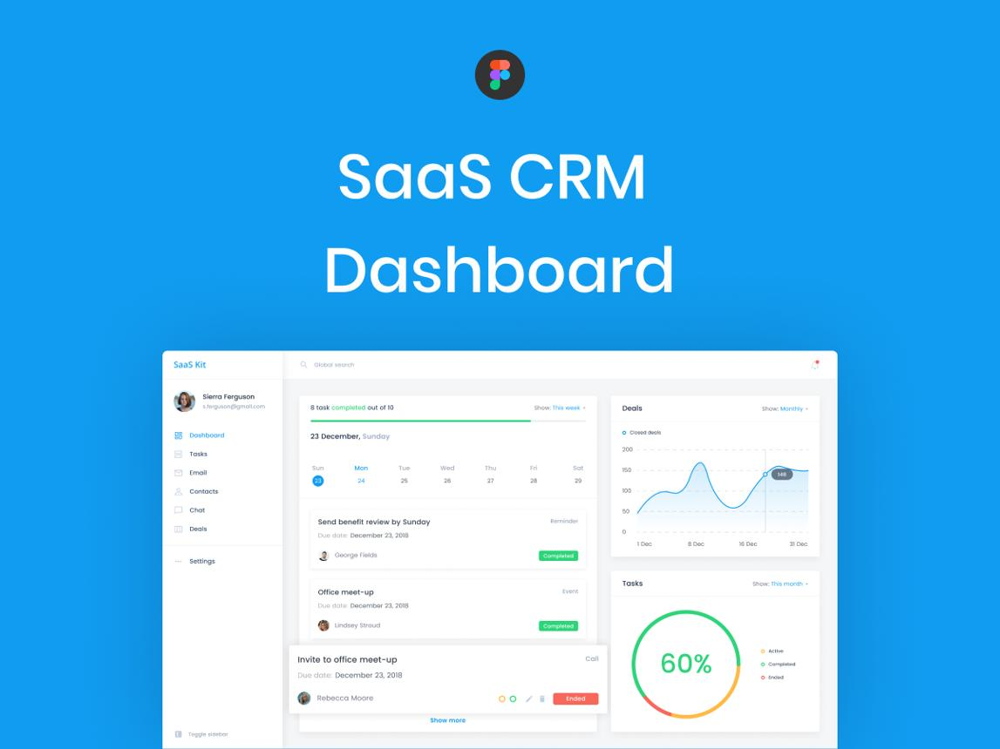 SaaS CRM
Dashboard
SaaS Kit
Global search
Sierra Ferguson
s.ferguson@gmail.com
Dashboard
Tasks
Email
Contacts
Chat
Deals
Settings
Toggle sidebar
8 task completed out of 10
Show: This week
23 December, Sunday
Sun Mon Tue Wed Thu Fri Sat
23 24 25 26 27 28 29
Send benefit review by Sunday
Reminder
Due date: December 23, 2018
George Fields
Completed
Office meet-up
Event
Due date: December 23, 2018
Lindsey Stroud
Completed
Invite to office meet-up
Call
Due date: December 23, 2018
Rebecca Moore
Ended
Show more
Deals
Show: Monthly
Closed deals
200
150
100
50
0
146
1 Dec 8 Dec 16 Dec 31 Dec
Tasks
Show: This month
60%
Active
Completed
Ended